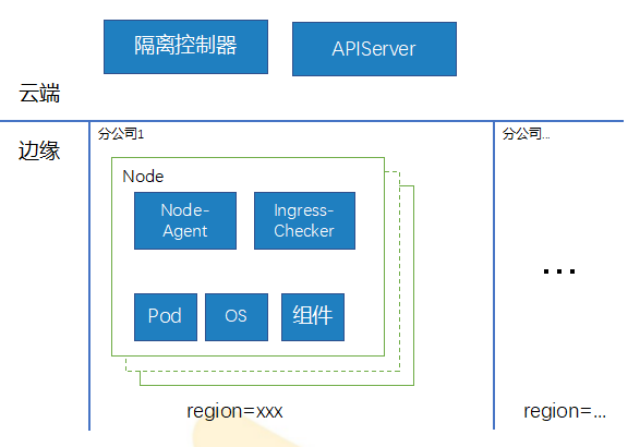 隔离控制器
APIServer
云端
边缘
分公司1
分公司...
Node
Node-
Agent
Ingress-
Checker
...
Pod
OS
组件
region=xxx
region=...